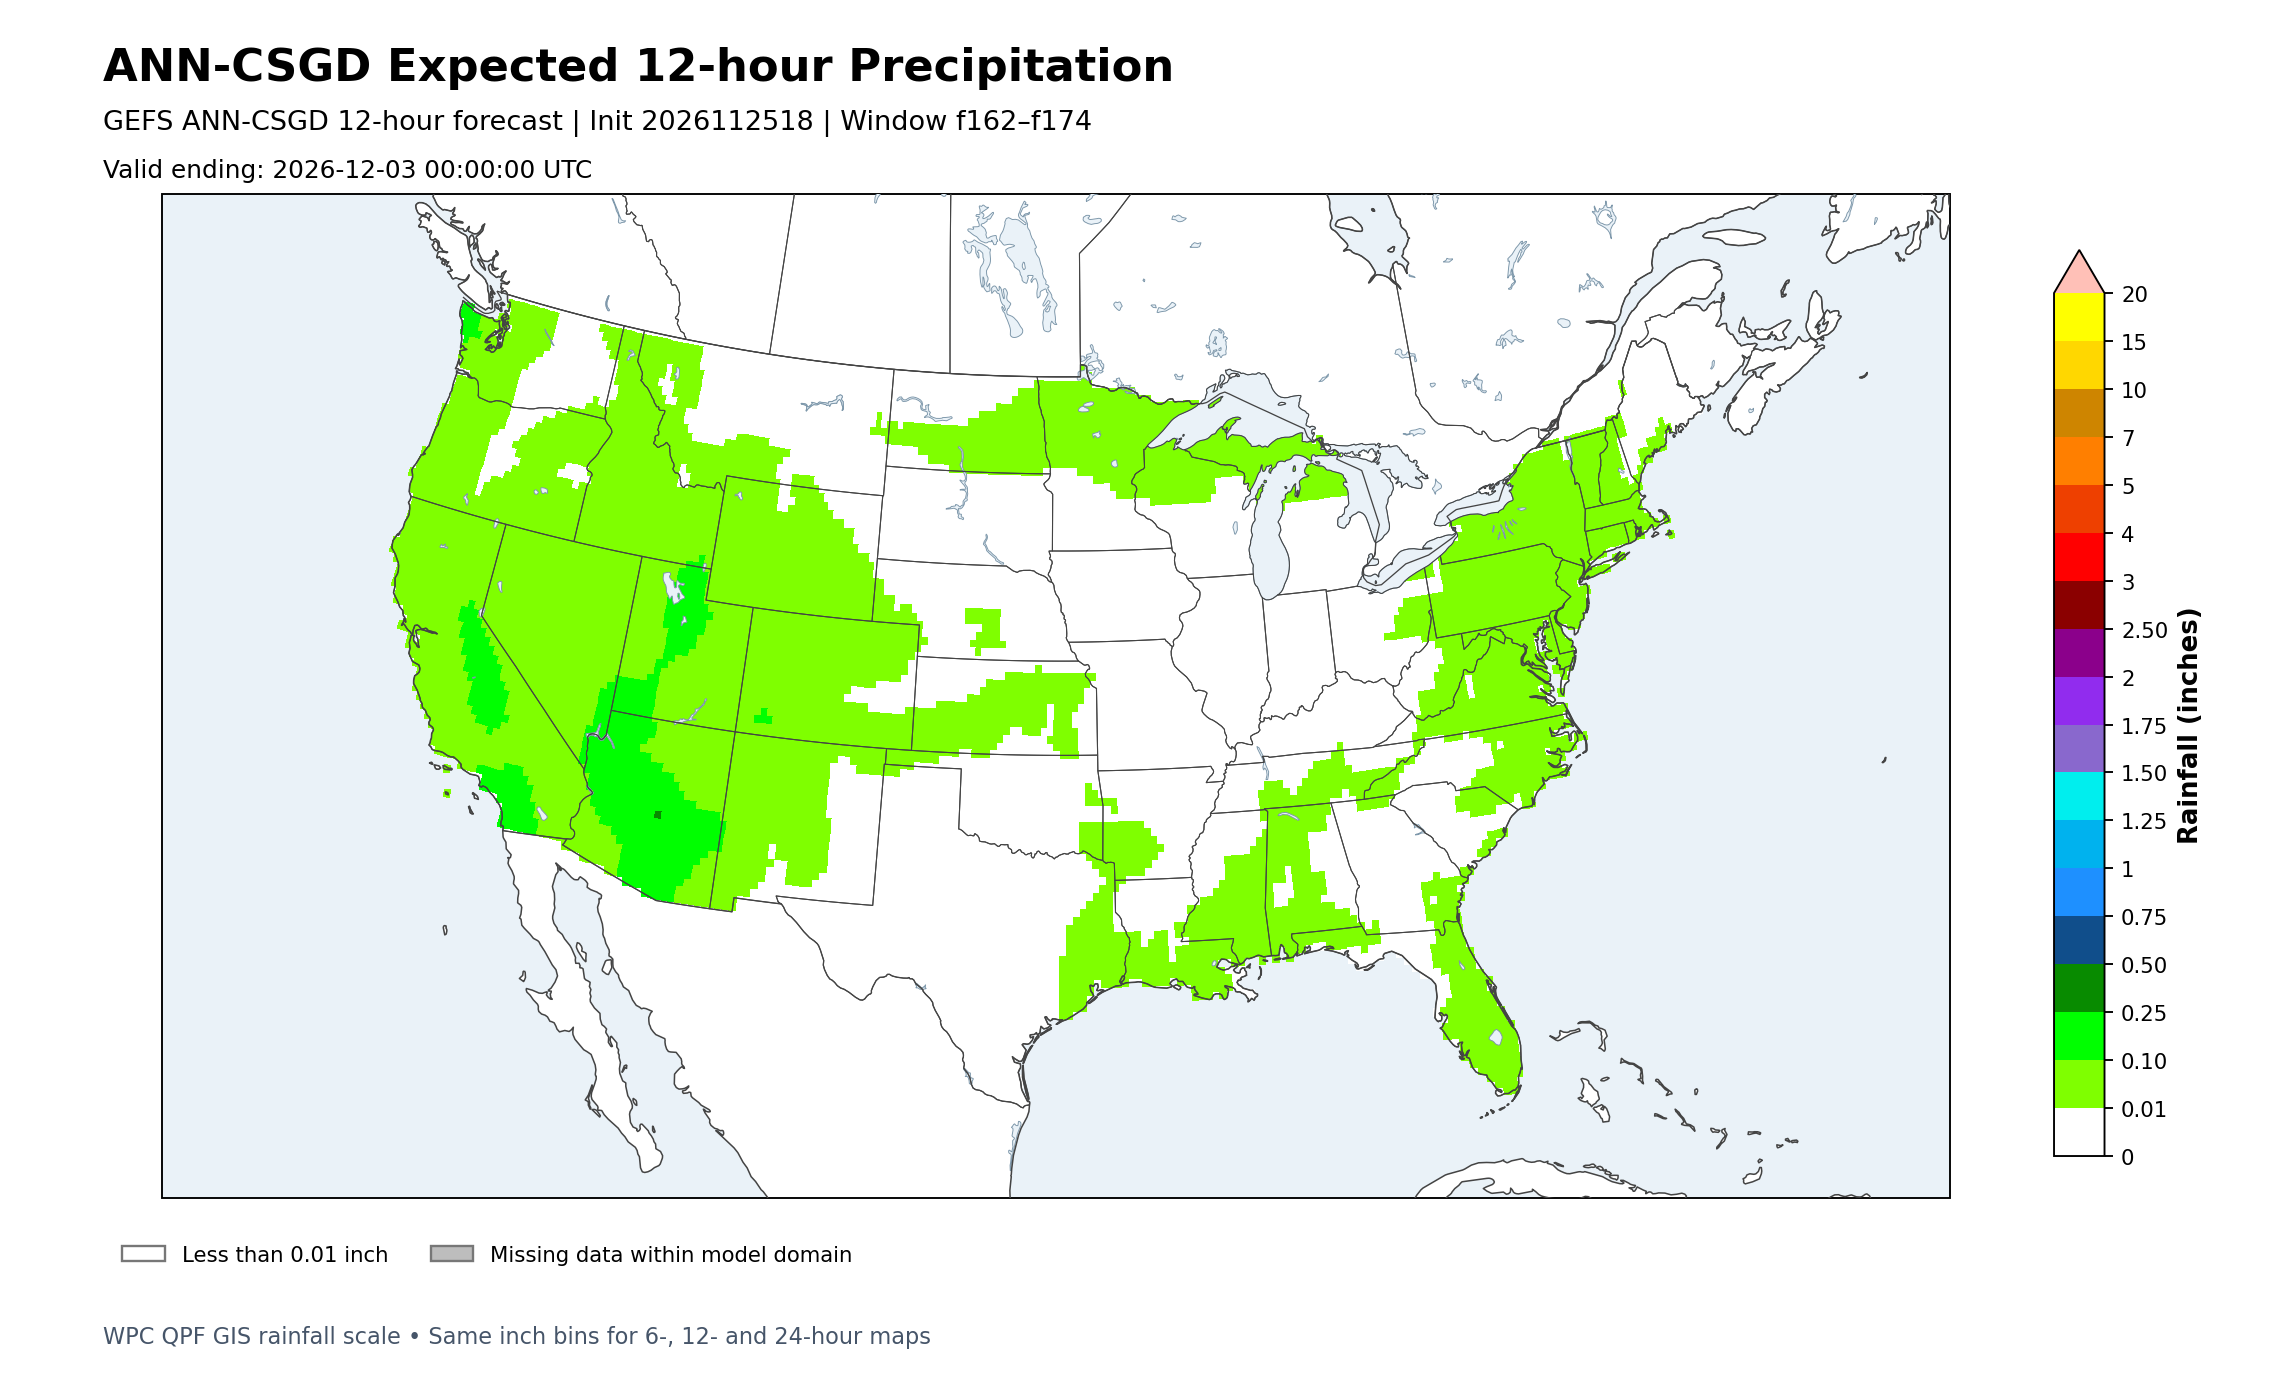 ANN-CSGD Expected 12-hour Precipitation
GEFS ANN-CSGD 12-hour forecast | Init 2026112518 | Window f162–f174
Valid ending: 2026-12-03 00:00:00 UTC
20
15
10
7
5
4
3
2.50
2
1.75
1.50
1.25
1
0.75
0.50
0.25
0.10
0.01
0
Rainfall (inches)
Less than 0.01 inch
Missing data within model domain
WPC QPF GIS rainfall scale • Same inch bins for 6-, 12- and 24-hour maps